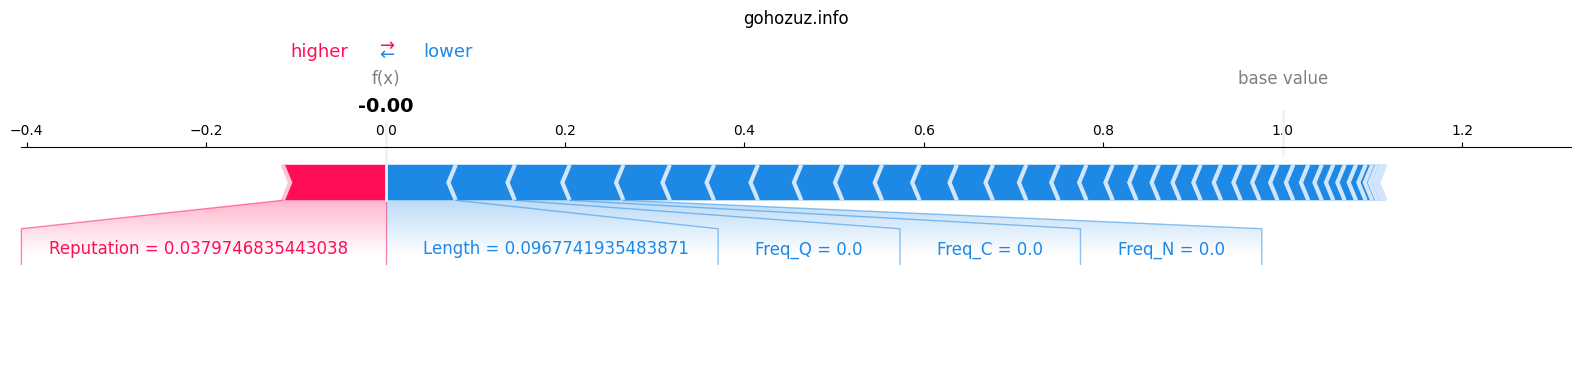 gohozuz.info
higher ⇄ lower
f(x) base value
-0.00
−0.4 −0.2 0.0 0.2 0.4 0.6 0.8 1.0 1.2
Reputation = 0.0379746835443038 Length = 0.0967741935483871 Freq_Q = 0.0 Freq_C = 0.0 Freq_N = 0.0